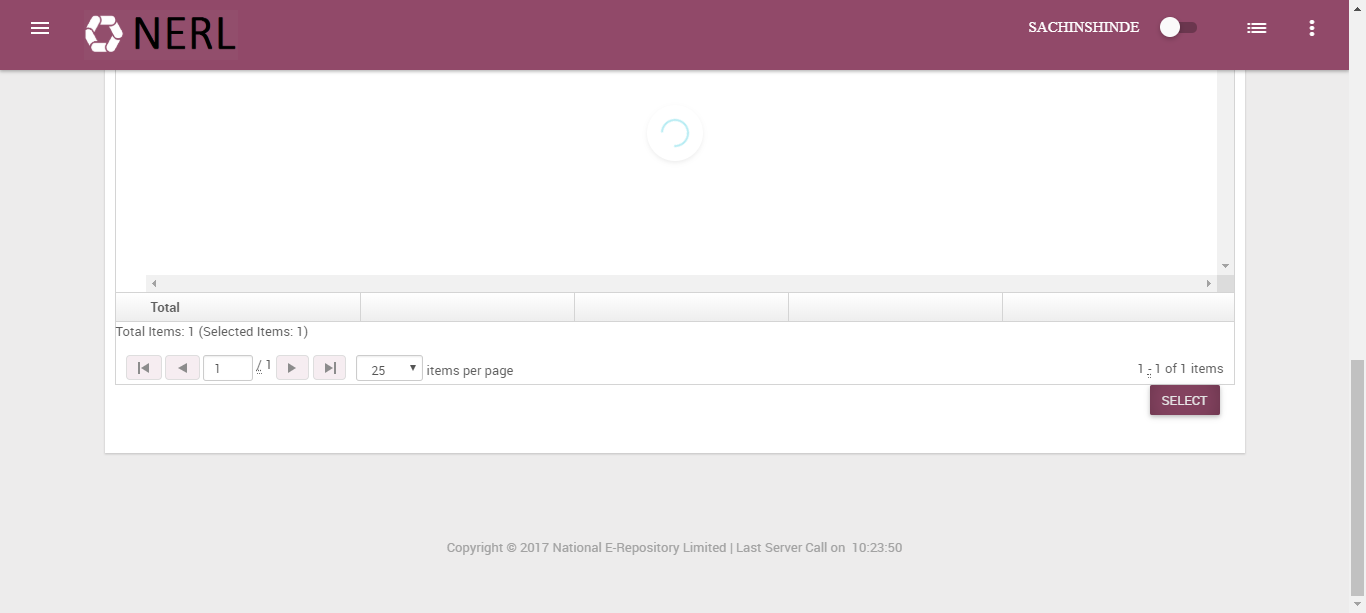 NERL
SACHINSHINDE
Total
Total Items: 1 (Selected Items: 1)
1 / 1 25 items per page
1 - 1 of 1 items
SELECT
Copyright © 2017 National E-Repository Limited | Last Server Call on 10:23:50